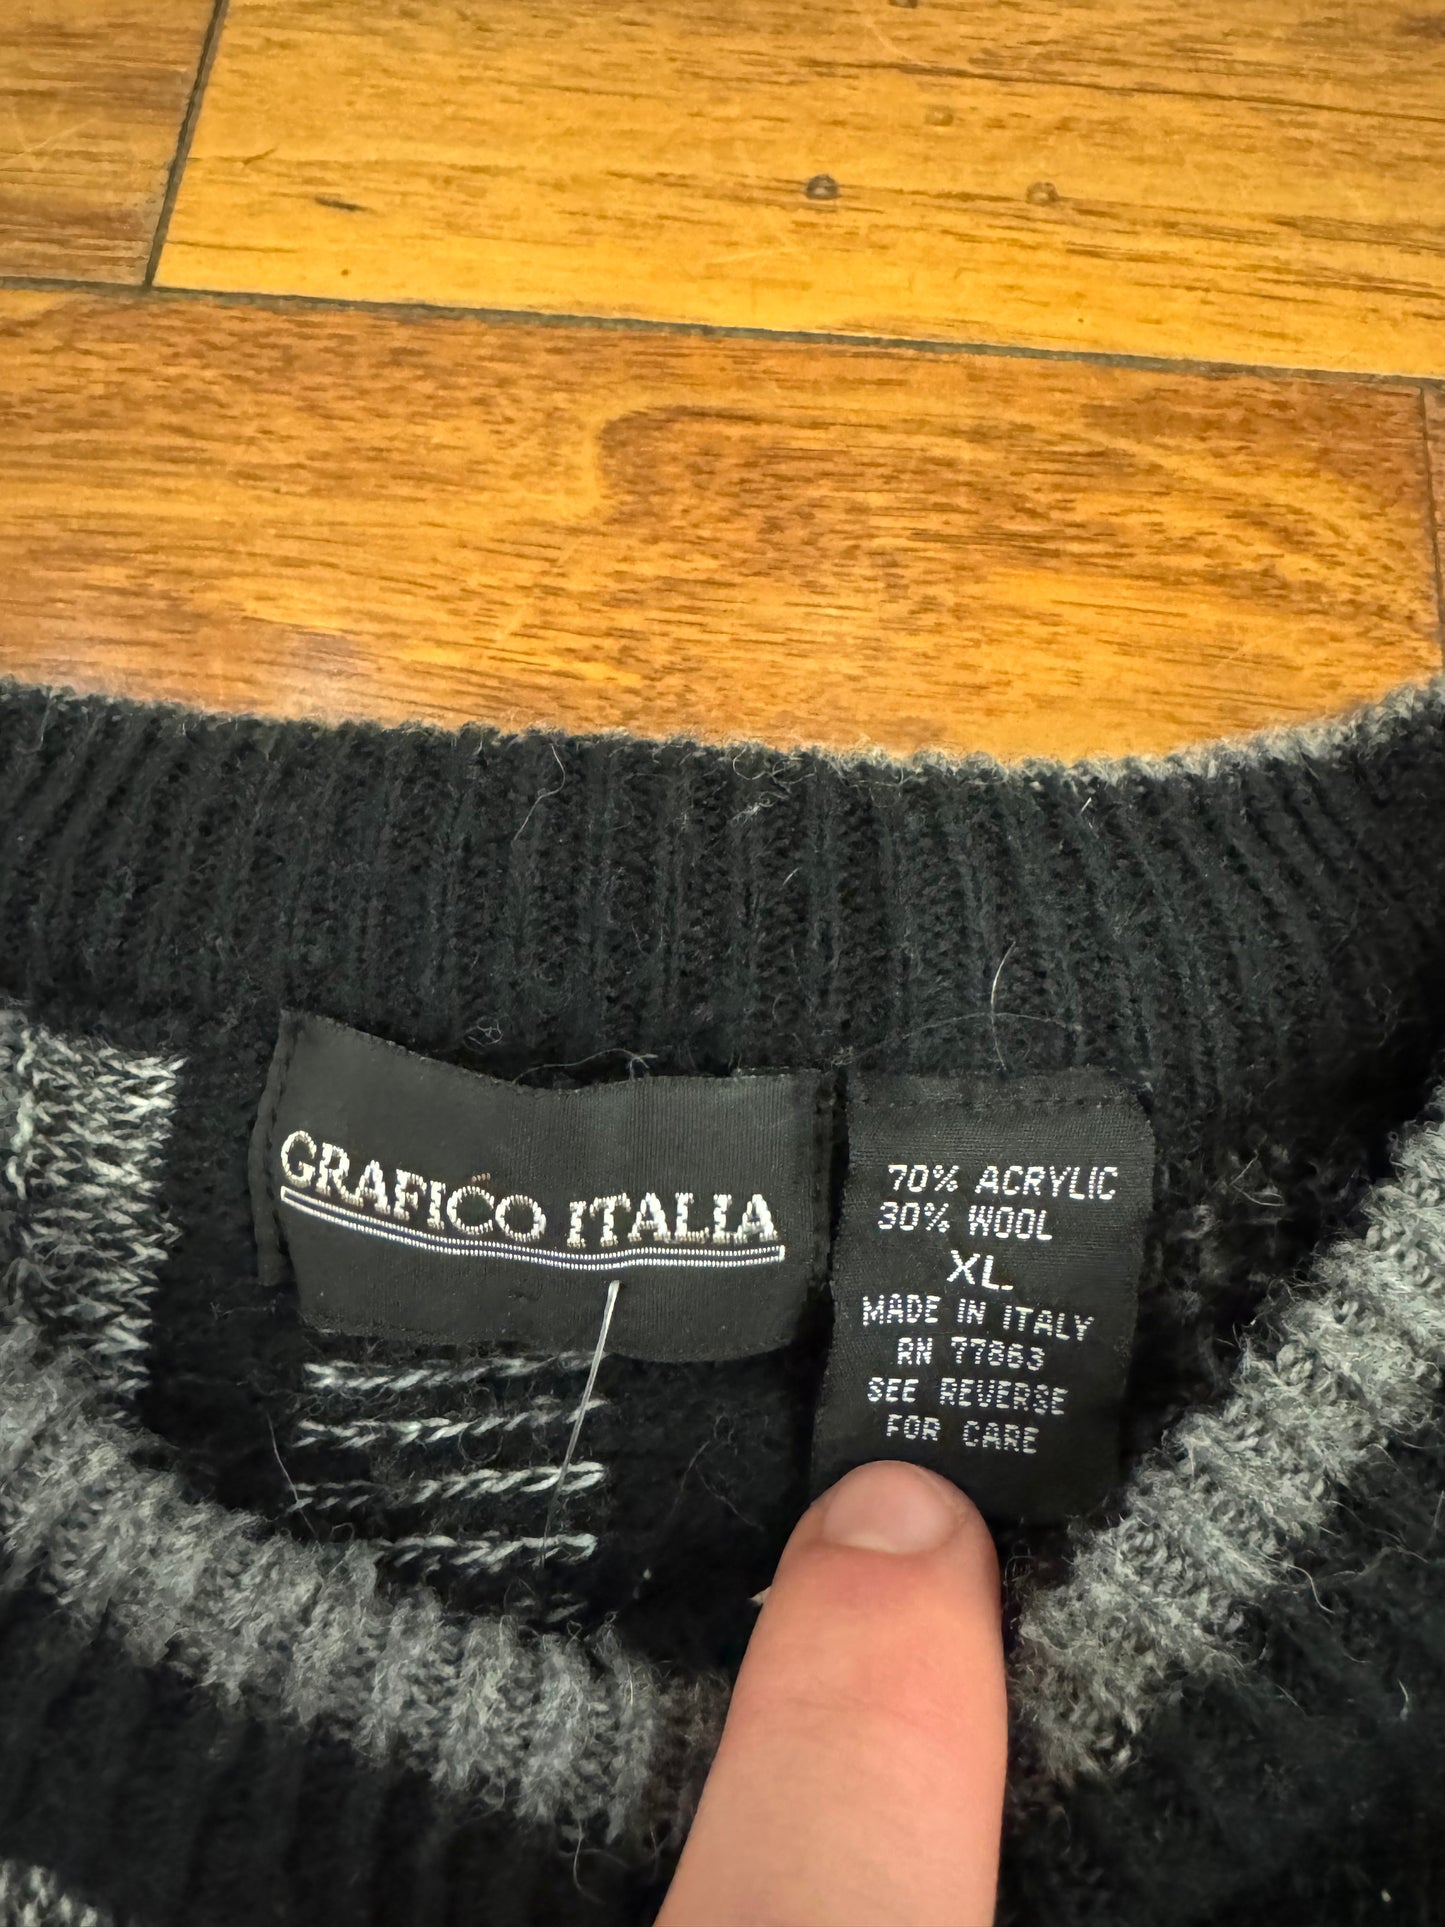 GRAFICO ITALIA
70% ACRYLIC
30% WOOL
XL.
MADE IN ITALY
RN 77863
SEE REVERSE
FOR CARE